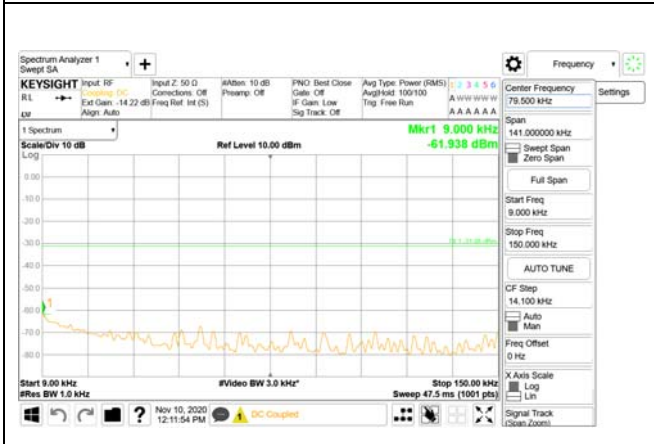 Spectrum Analyzer 1
Swept SA
+
Frequency
KEYSIGHT
RL
Input: RF
Coupling: DC
Ext Gain: -14.22 dB
Align: Auto
Input Z: 50 Ω
Corrections: Off
Freq Ref: Int (S)
#Atten: 10 dB
Preamp: Off
PNO: Best Close
Gate: Off
IF Gain: Low
Sig Track: Off
Avg Type: Power (RMS)
Avg|Hold: 100/100
Trig: Free Run
1 2 3 4 5 6
A W W W W W
A A A A A A
1 Spectrum
Scale/Div 10 dB
Ref Level 10.00 dBm
Mkr1 9.000 kHz
-61.938 dBm
Log
0.00
-10.0
-20.0
-30.0
-40.0
-50.0
-60.0
-70.0
-80.0
1
Start 9.00 kHz
#Res BW 1.0 kHz
#Video BW 3.0 kHz*
Stop 150.00 kHz
Sweep 47.5 ms (1001 pts)
Center Frequency
79.500 kHz
Settings
Span
141.000000 kHz
Swept Span
Zero Span
Full Span
Start Freq
9.000 kHz
Stop Freq
150.000 kHz
AUTO TUNE
CF Step
14.100 kHz
Auto
Man
Freq Offset
0 Hz
X Axis Scale
Log
Lin
Signal Track
(Span Zoom)
?
Nov 10, 2020
12:11:54 PM
DC Coupled